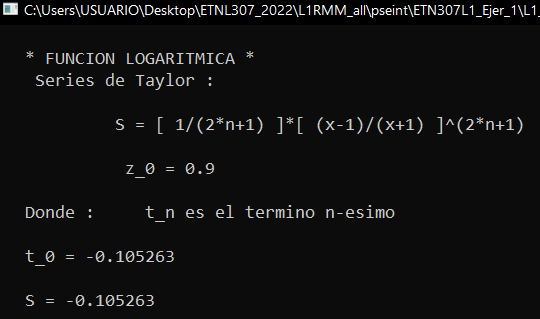 C:\Users\USUARIO\Desktop\ETNL307_2022\L1RMM_all\pseint\ETN307L1_Ejer_1\L1_
* FUNCION LOGARITMICA *
Series de Taylor :
S = [ 1/(2*n+1) ]*[ (x-1)/(x+1) ]^(2*n+1)
z_0 = 0.9
Donde : t_n es el termino n-esimo
t_0 = -0.105263
S = -0.105263